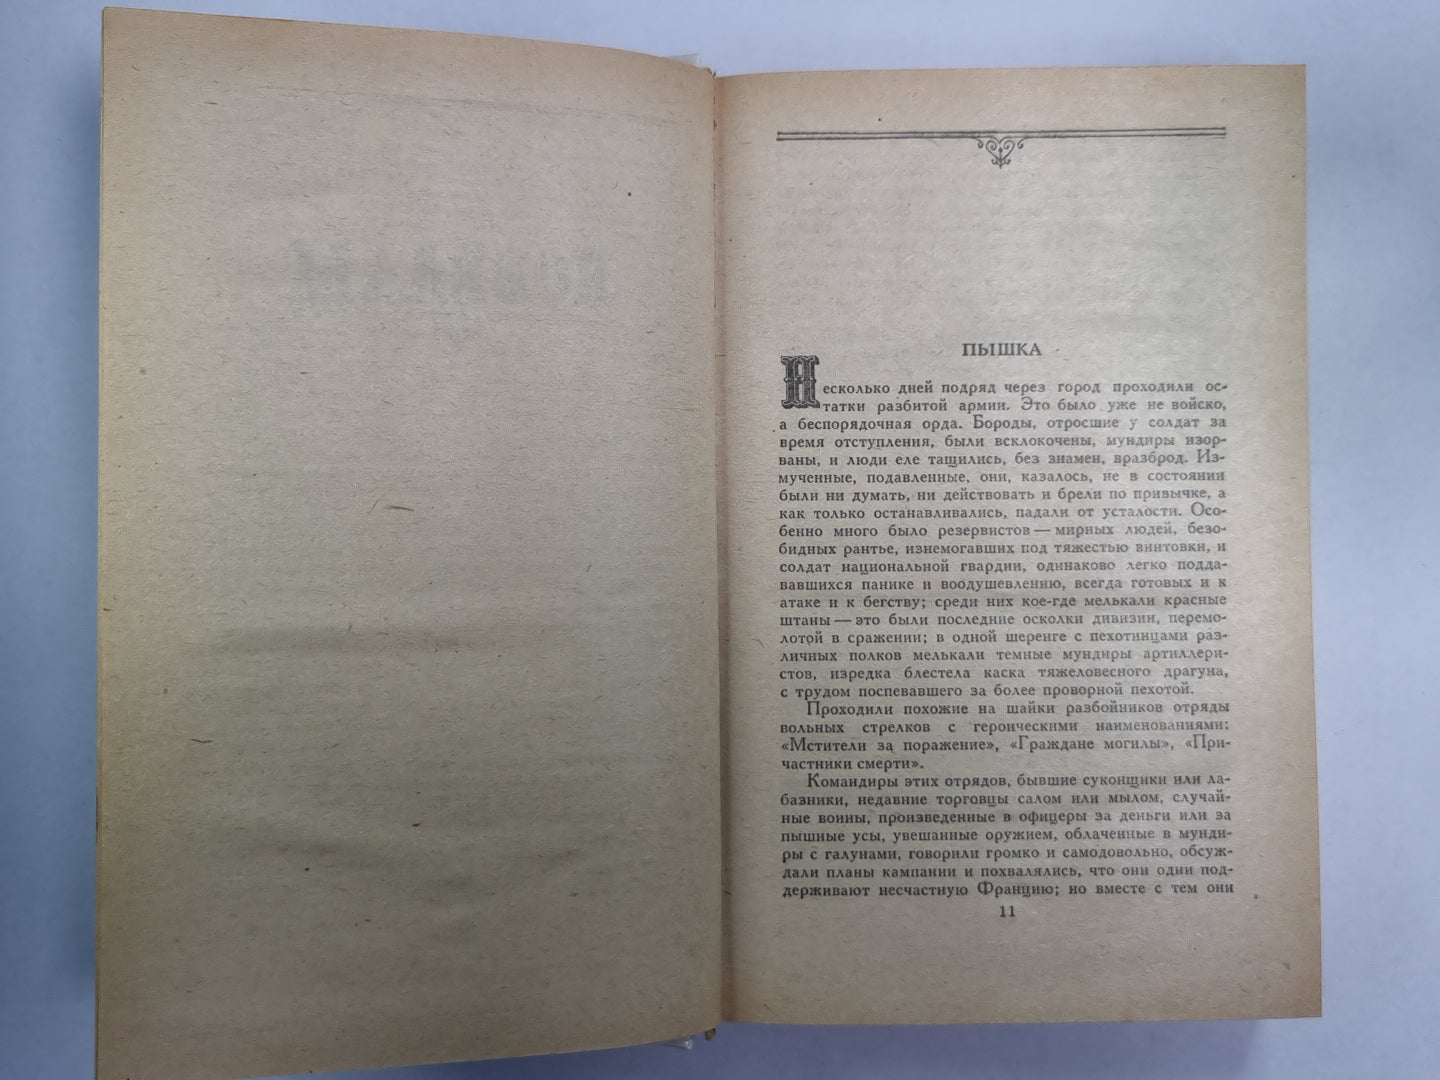 ПЫШКА
Несколько дней подряд через город проходили ос-
татки разбитой армии. Это было уже не войско,
а беспорядочная орда. Бороды, отросшие у солдат за
время отступления, были всклокочены, мундиры изор-
ваны, и люди еле тащились, без знамен, вразброд. Из-
мученные, подавленные, они, казалось, не в состоянии
были ни думать, ни действовать и брели по привычке, а
как только останавливались, падали от усталости. Осо-
бенно много было резервистов — мирных людей, безо-
бидных рантье, изнемогавших под тяжестью винтовки, и
солдат национальной гвардии, одинаково легко подда-
вавшихся панике и воодушевлению, всегда готовых и к
атаке и к бегству; среди них кое-где мелькали красные
штаны — это были последние осколки дивизии, перемо-
лотой в сражении; в одной шеренге с пехотинцами раз-
личных полков мелькали темные мундиры артиллери-
стов, изредка блестела каска тяжеловесного драгуна,
с трудом поспевавшего за более проворной пехотой.
Проходили похожие на шайки разбойников отряды
вольных стрелков с героическими наименованиями:
«Мстители за поражение», «Граждане могилы», «При-
частники смерти».
Командиры этих отрядов, бывшие суконщики или ла-
базники, недавние торговцы салом или мылом, случай-
ные воины, произведенные в офицеры за деньги или за
пышные усы, увешанные оружием, облаченные в мунди-
ры с галунами, говорили громко и самодовольно, обсуж-
дали планы кампании и похвалялись, что они одни под-
держивают несчастную Францию; но вместе с тем они
11